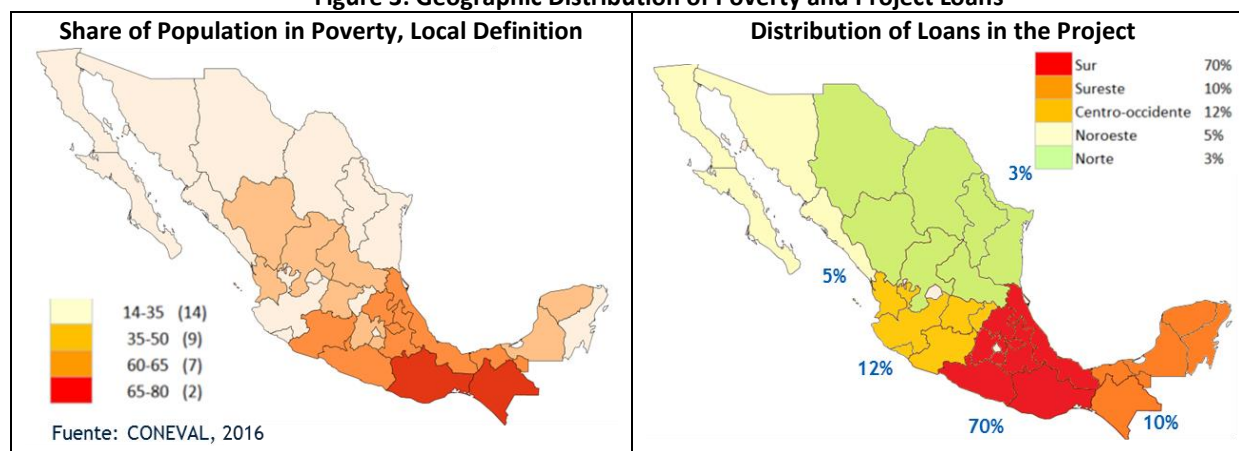 Figure 3: Geographic Distribution of Poverty and Project Loans
Share of Population in Poverty, Local Definition
14-35 (14)
35-50 (9)
60-65 (7)
65-80 (2)
Fuente: CONEVAL, 2016
Distribution of Loans in the Project
Sur 70%
Sureste 10%
Centro-occidente 12%
Noroeste 5%
Norte 3%
3%
5%
12%
70%
10%